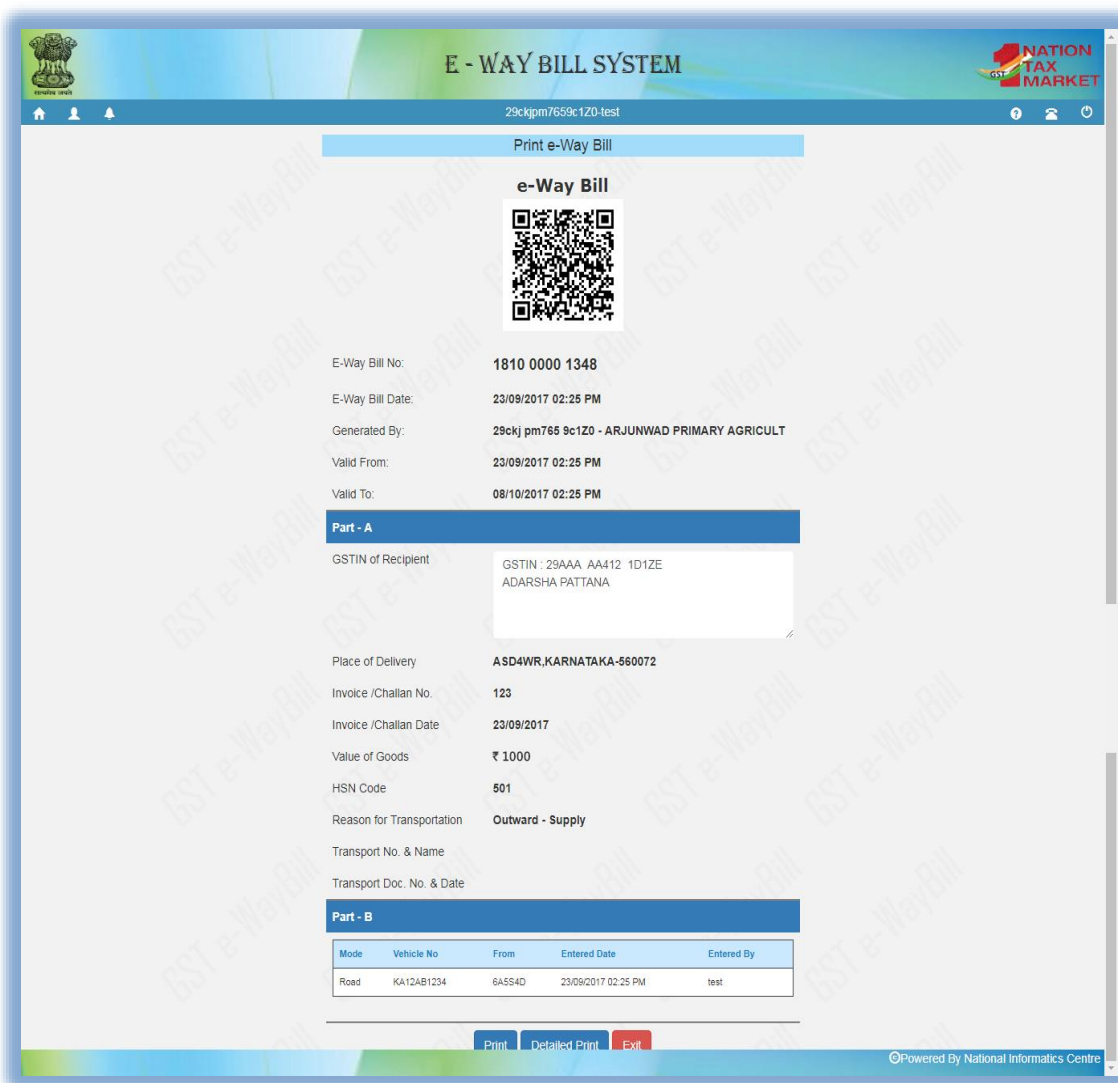 E - WAY BILL SYSTEM
सत्यमेव जयते
GST
NATION
TAX
MARKET
29ckjpm7659c1Z0-test
Print e-Way Bill
e-Way Bill
E-Way Bill No: 1810 0000 1348
E-Way Bill Date: 23/09/2017 02:25 PM
Generated By: 29ckj pm765 9c1Z0 - ARJUNWAD PRIMARY AGRICULT
Valid From: 23/09/2017 02:25 PM
Valid To: 08/10/2017 02:25 PM
Part - A
GSTIN of Recipient GSTIN : 29AAA AA412 1D1ZE
ADARSHA PATTANA
Place of Delivery ASD4WR,KARNATAKA-560072
Invoice /Challan No. 123
Invoice /Challan Date 23/09/2017
Value of Goods ₹ 1000
HSN Code 501
Reason for Transportation Outward - Supply
Transport No. & Name
Transport Doc. No. & Date
Part - B
Mode Vehicle No From Entered Date Entered By
Road KA12AB1234 6A5S4D 23/09/2017 02:25 PM test
Print Detailed Print Exit
©Powered By National Informatics Centre
GST e-WayBill